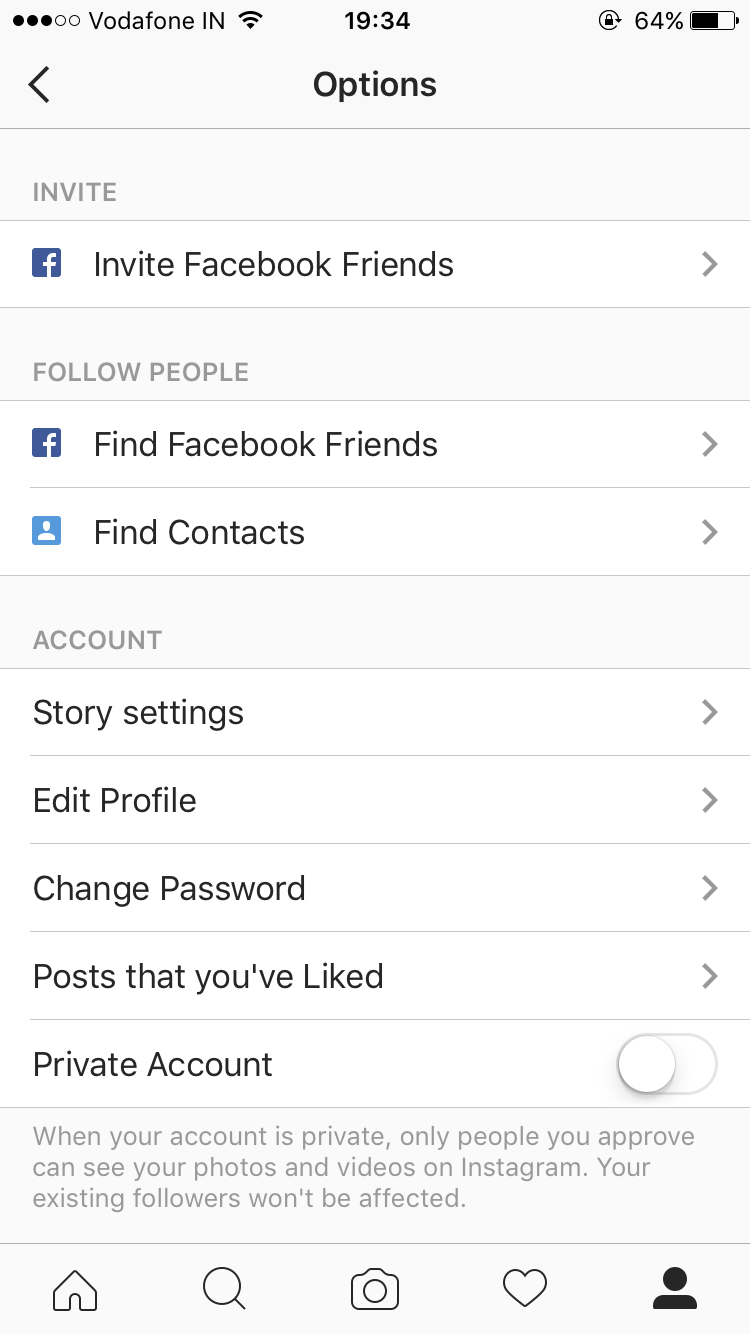 Vodafone IN 19:34 64%
Options
INVITE
Invite Facebook Friends
FOLLOW PEOPLE
Find Facebook Friends
Find Contacts
ACCOUNT
Story settings
Edit Profile
Change Password
Posts that you've Liked
Private Account
When your account is private, only people you approve
can see your photos and videos on Instagram. Your
existing followers won't be affected.